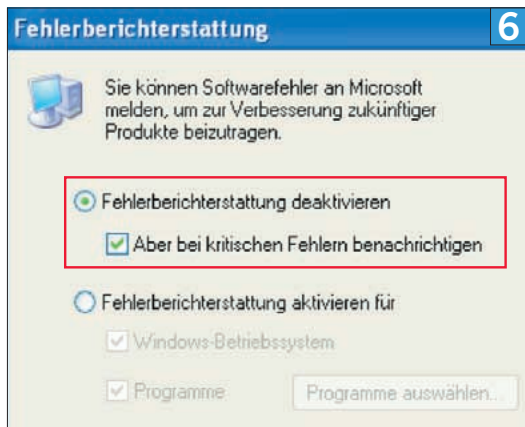 Fehlerberichterstattung 6
Sie können Softwarefehler an Microsoft
melden, um zur Verbesserung zukünftiger
Produkte beizutragen.
Fehlerberichterstattung deaktivieren
Aber bei kritischen Fehlern benachrichtigen
Fehlerberichterstattung aktivieren für
Windows-Betriebssystem
Programme Programme auswählen...